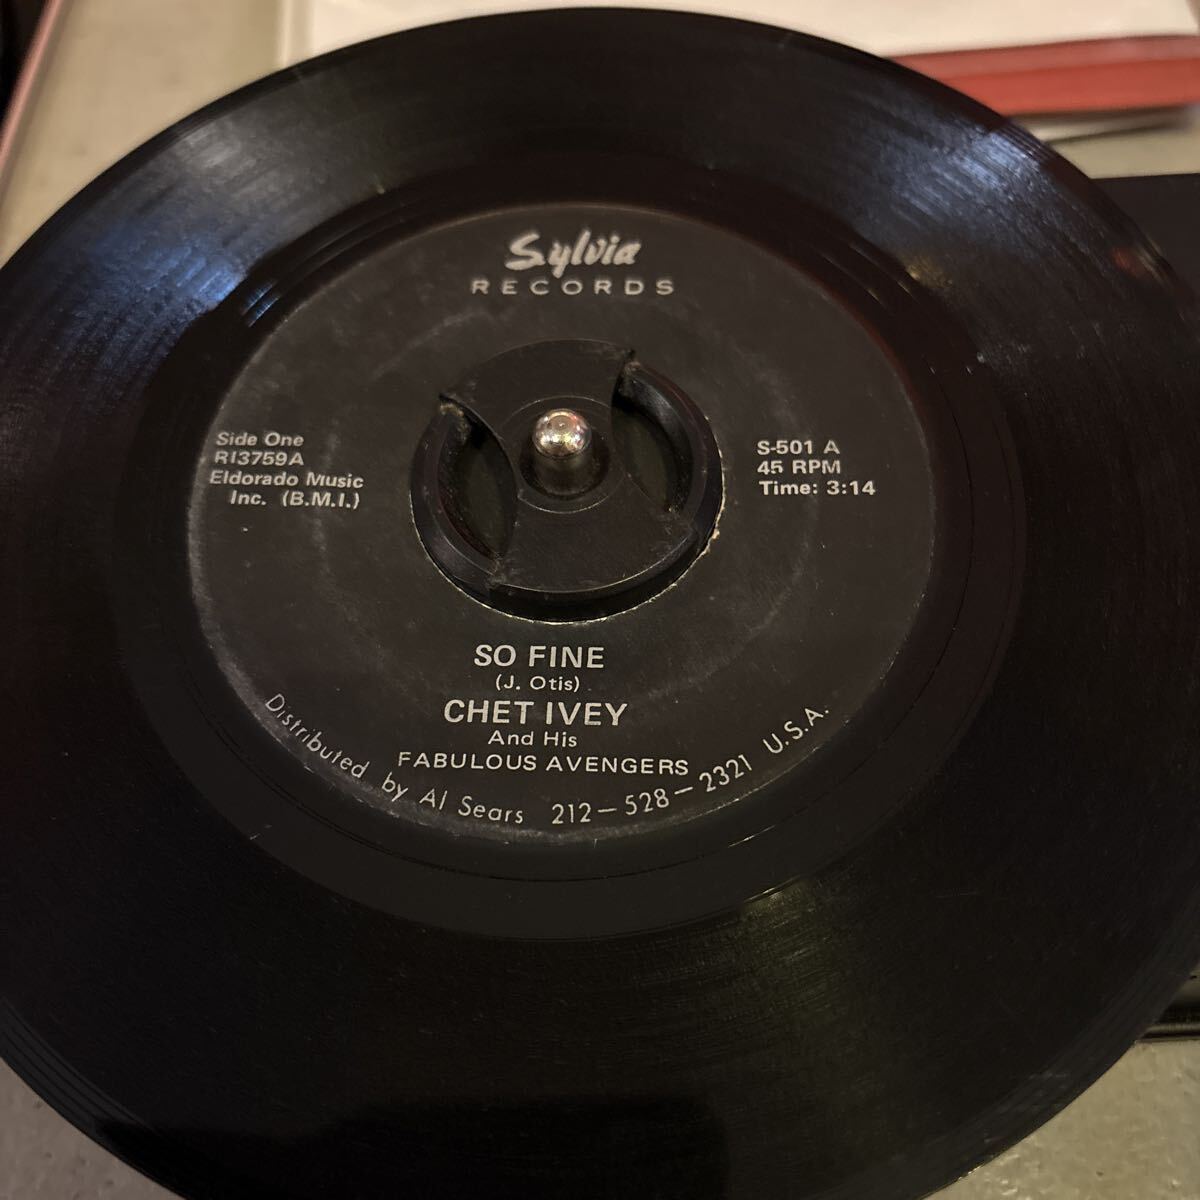 Sylvia
RECORDS
Side One
RI3759A
Eldorado Music
Inc. (B.M.I.)
S-501 A
45 RPM
Time: 3:14
SO FINE
(J. Otis)
CHET IVEY
And His
FABULOUS AVENGERS
Distributed by Al Sears 212-528-2321 U.S.A.